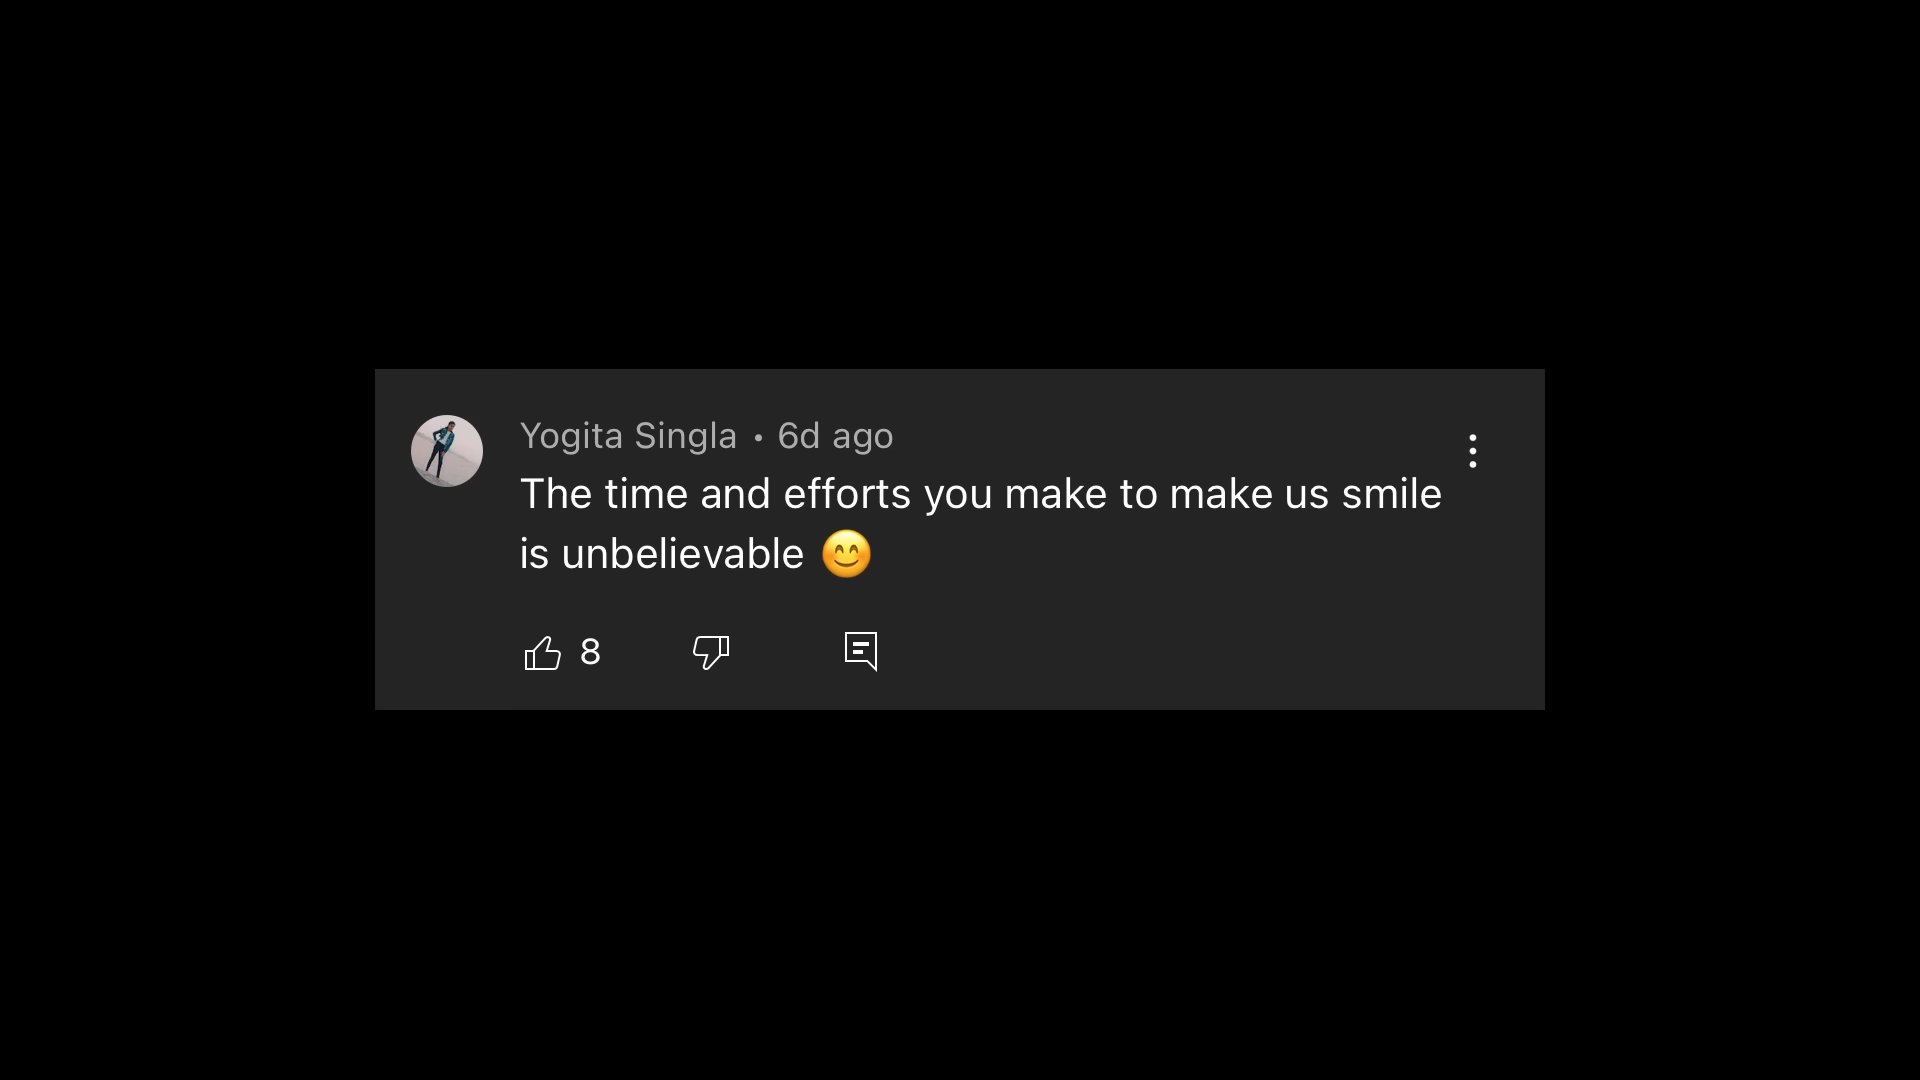 Yogita Singla • 6d ago
The time and efforts you make to make us smile
is unbelievable 😊
8